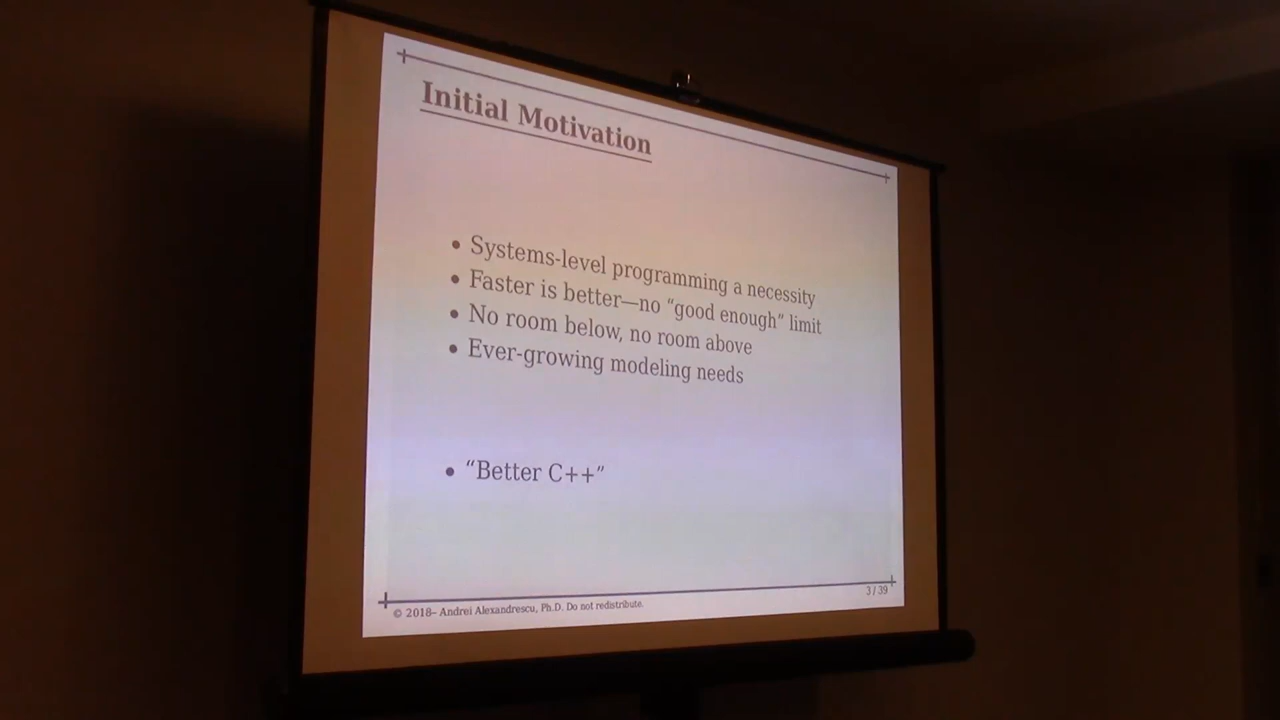 Initial Motivation
• Systems-level programming a necessity
• Faster is better—no “good enough” limit
• No room below, no room above
• Ever-growing modeling needs
• “Better C++”
3 / 39
© 2018– Andrei Alexandrescu, Ph.D. Do not redistribute.